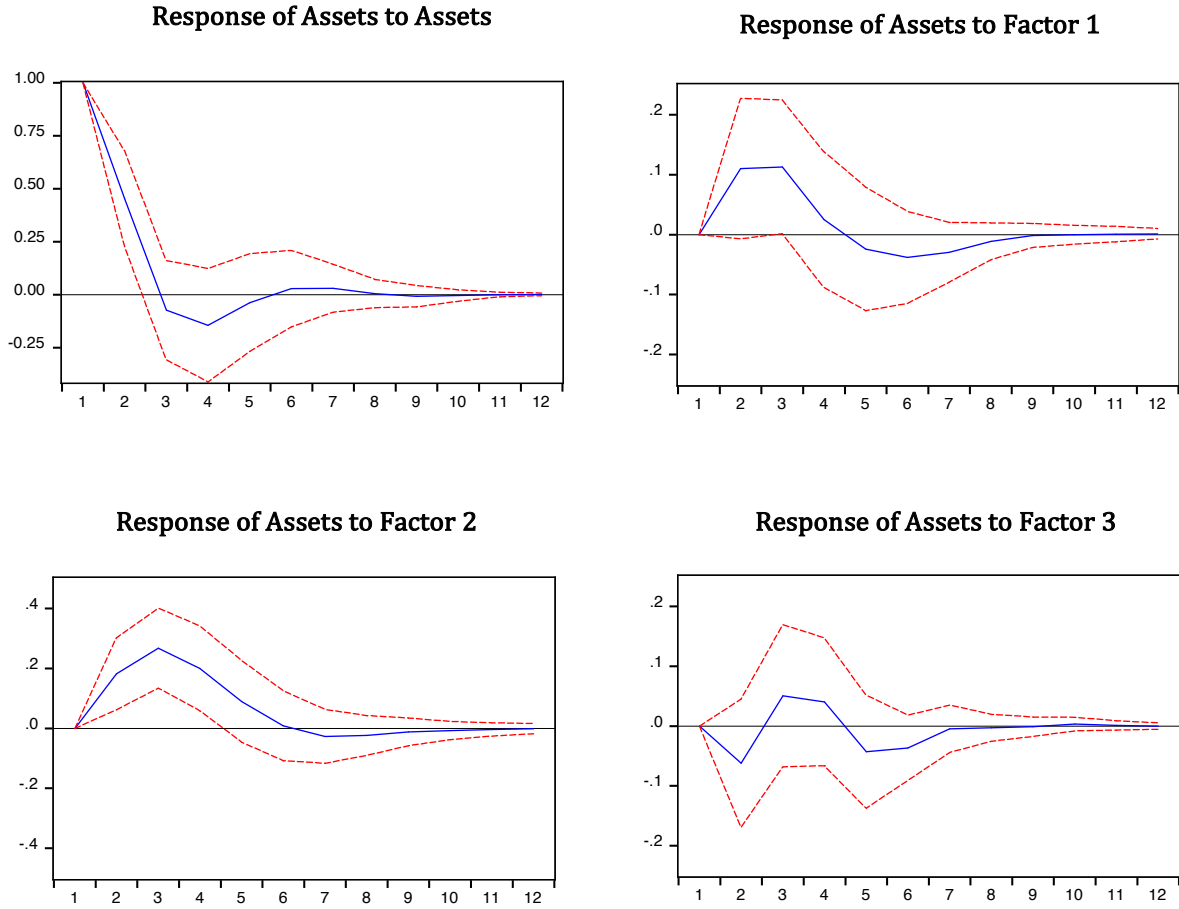 Response of Assets to Assets
1.00
0.75
0.50
0.25
0.00
-0.25
1 2 3 4 5 6 7 8 9 10 11 12
Response of Assets to Factor 1
.2
.1
.0
-.1
-.2
1 2 3 4 5 6 7 8 9 10 11 12
Response of Assets to Factor 2
.4
.2
.0
-.2
-.4
1 2 3 4 5 6 7 8 9 10 11 12
Response of Assets to Factor 3
.2
.1
.0
-.1
-.2
1 2 3 4 5 6 7 8 9 10 11 12